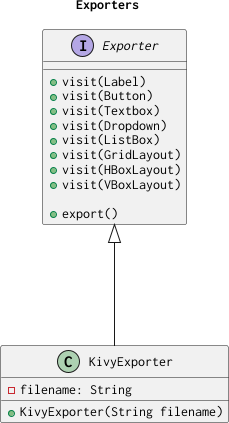 Exporters
I Exporter
visit(Label)
visit(Button)
visit(Textbox)
visit(Dropdown)
visit(ListBox)
visit(GridLayout)
visit(HBoxLayout)
visit(VBoxLayout)
export()
C KivyExporter
filename: String
KivyExporter(String filename)